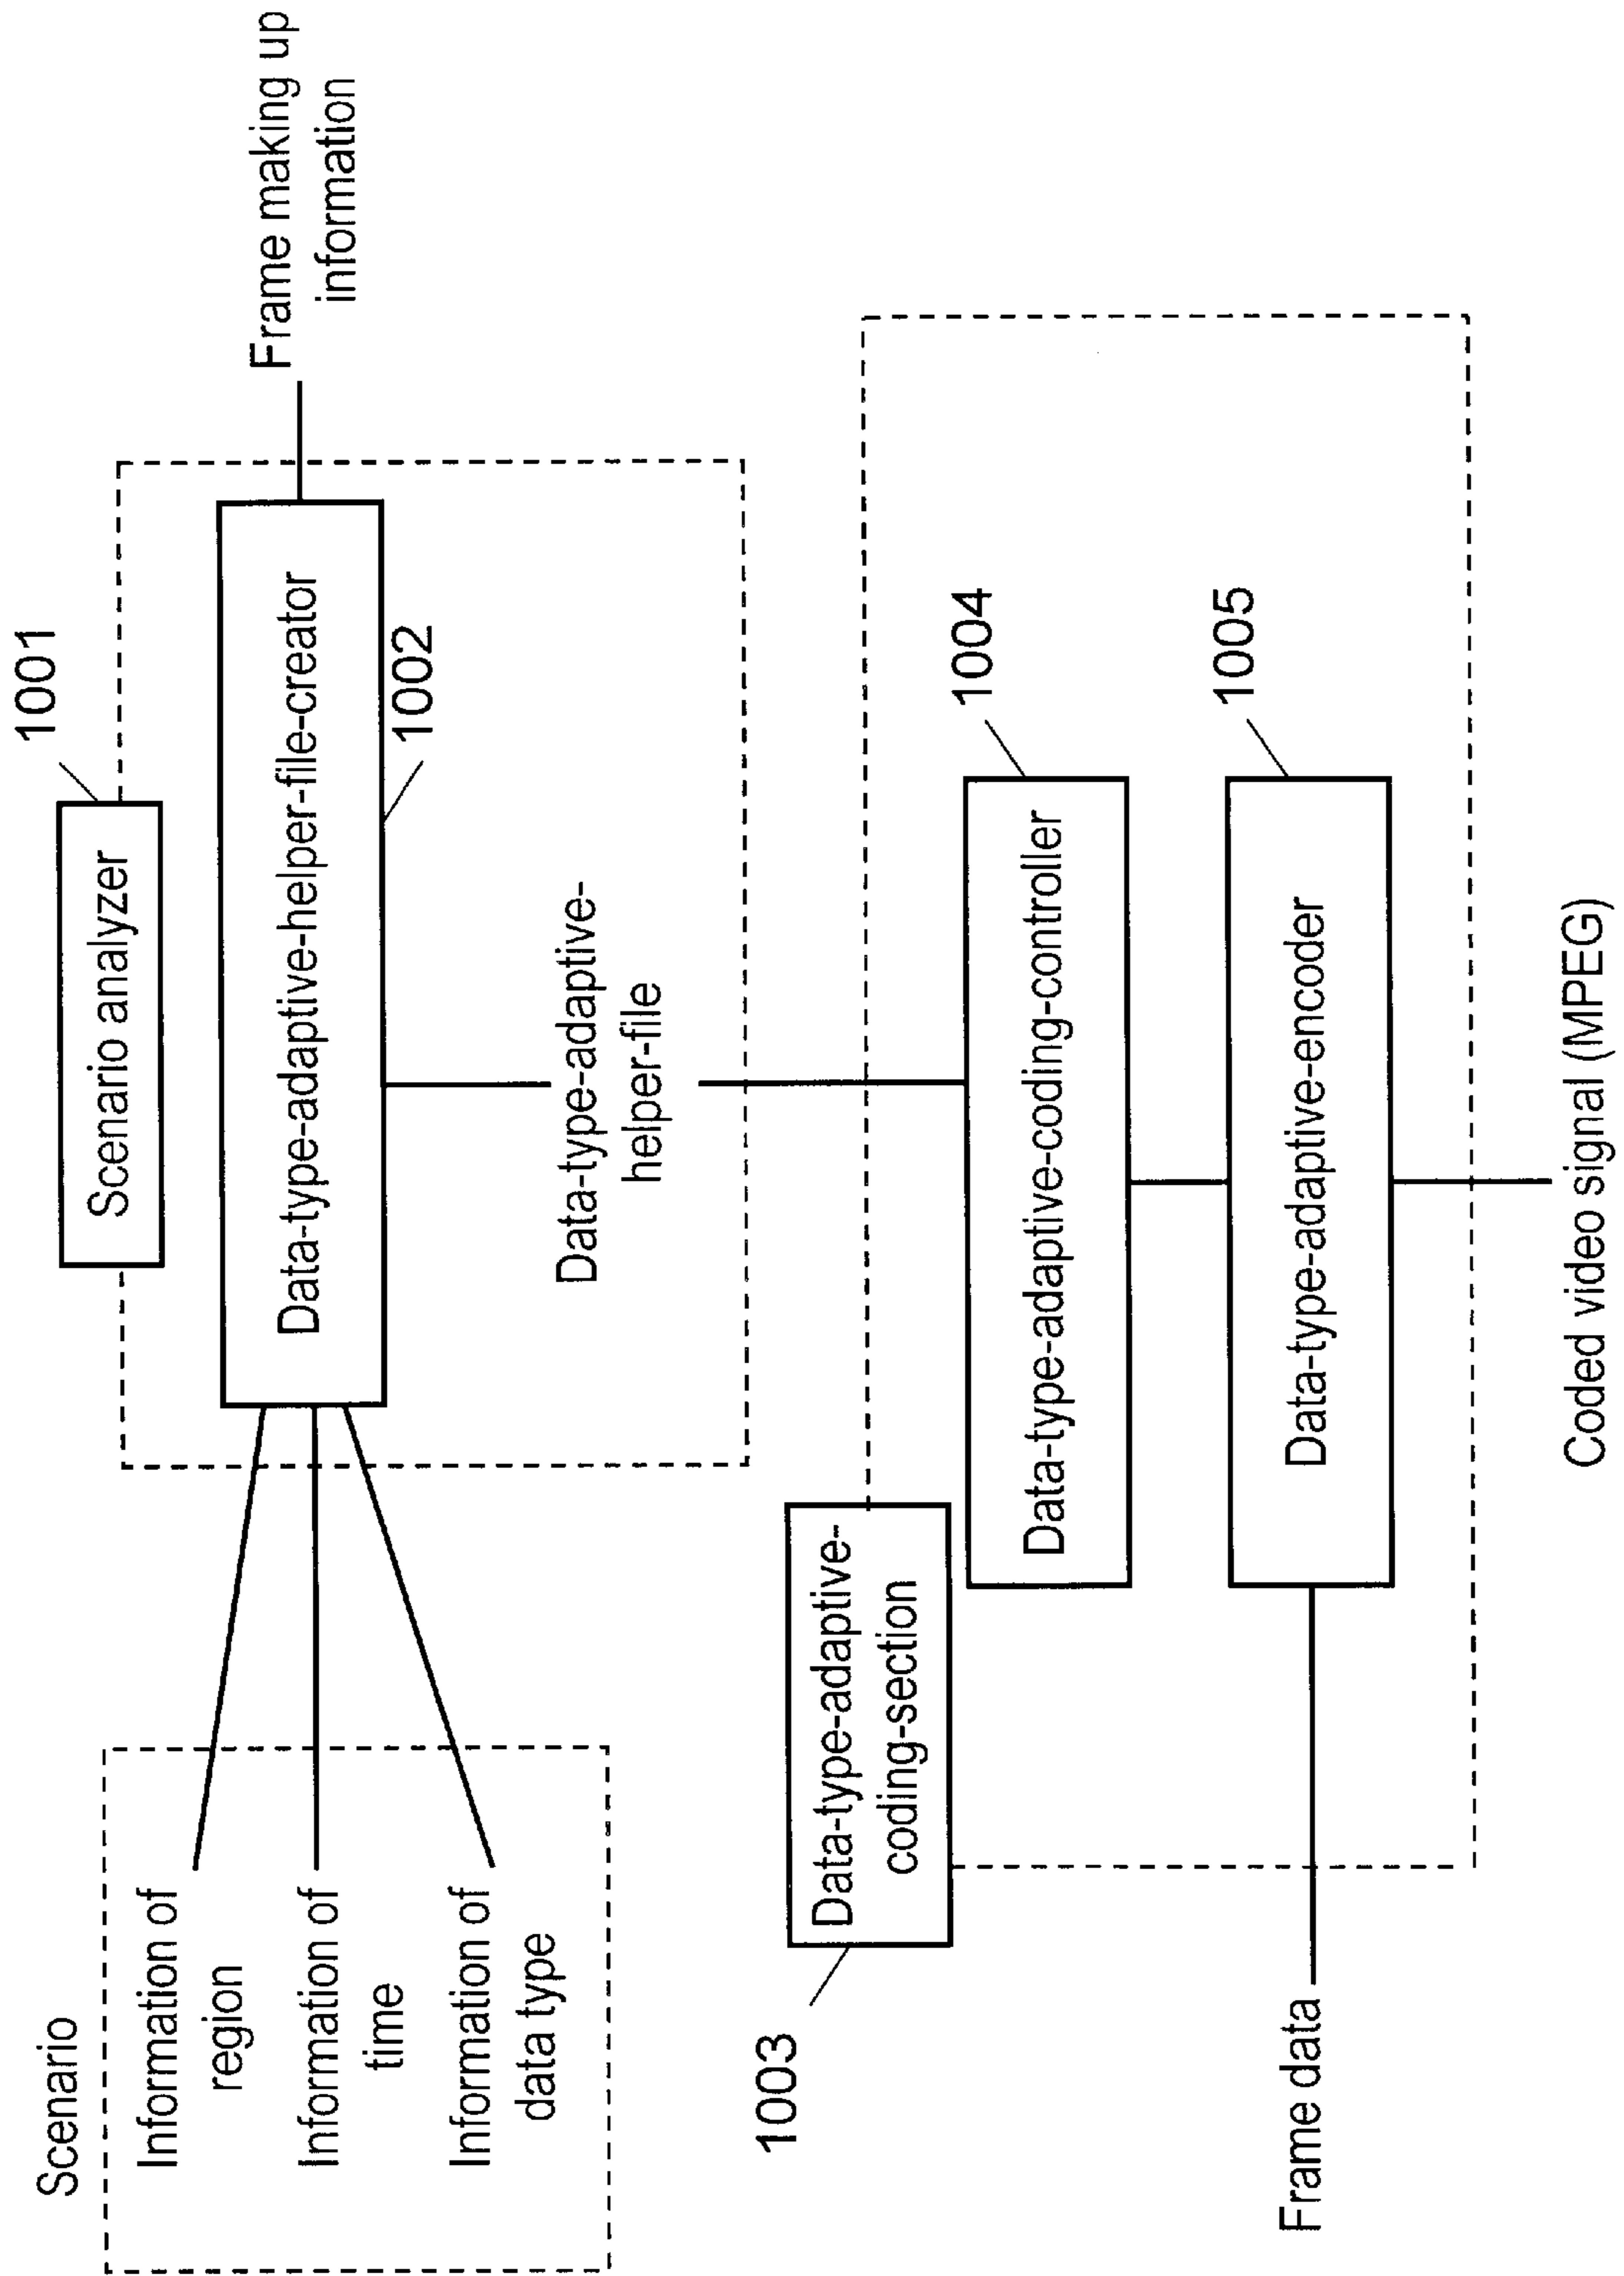 Scenario
Information of
region
Information of
time
Information of
data type
1001
Scenario analyzer
Data-type-adaptive-helper-file-creator
1002
Frame making up
information
Data-type-adaptive-
helper-file
1003
Data-type-adaptive-
coding-section
1004
Data-type-adaptive-coding-controller
1005
Data-type-adaptive-encoder
Frame data
Coded video signal (MPEG)